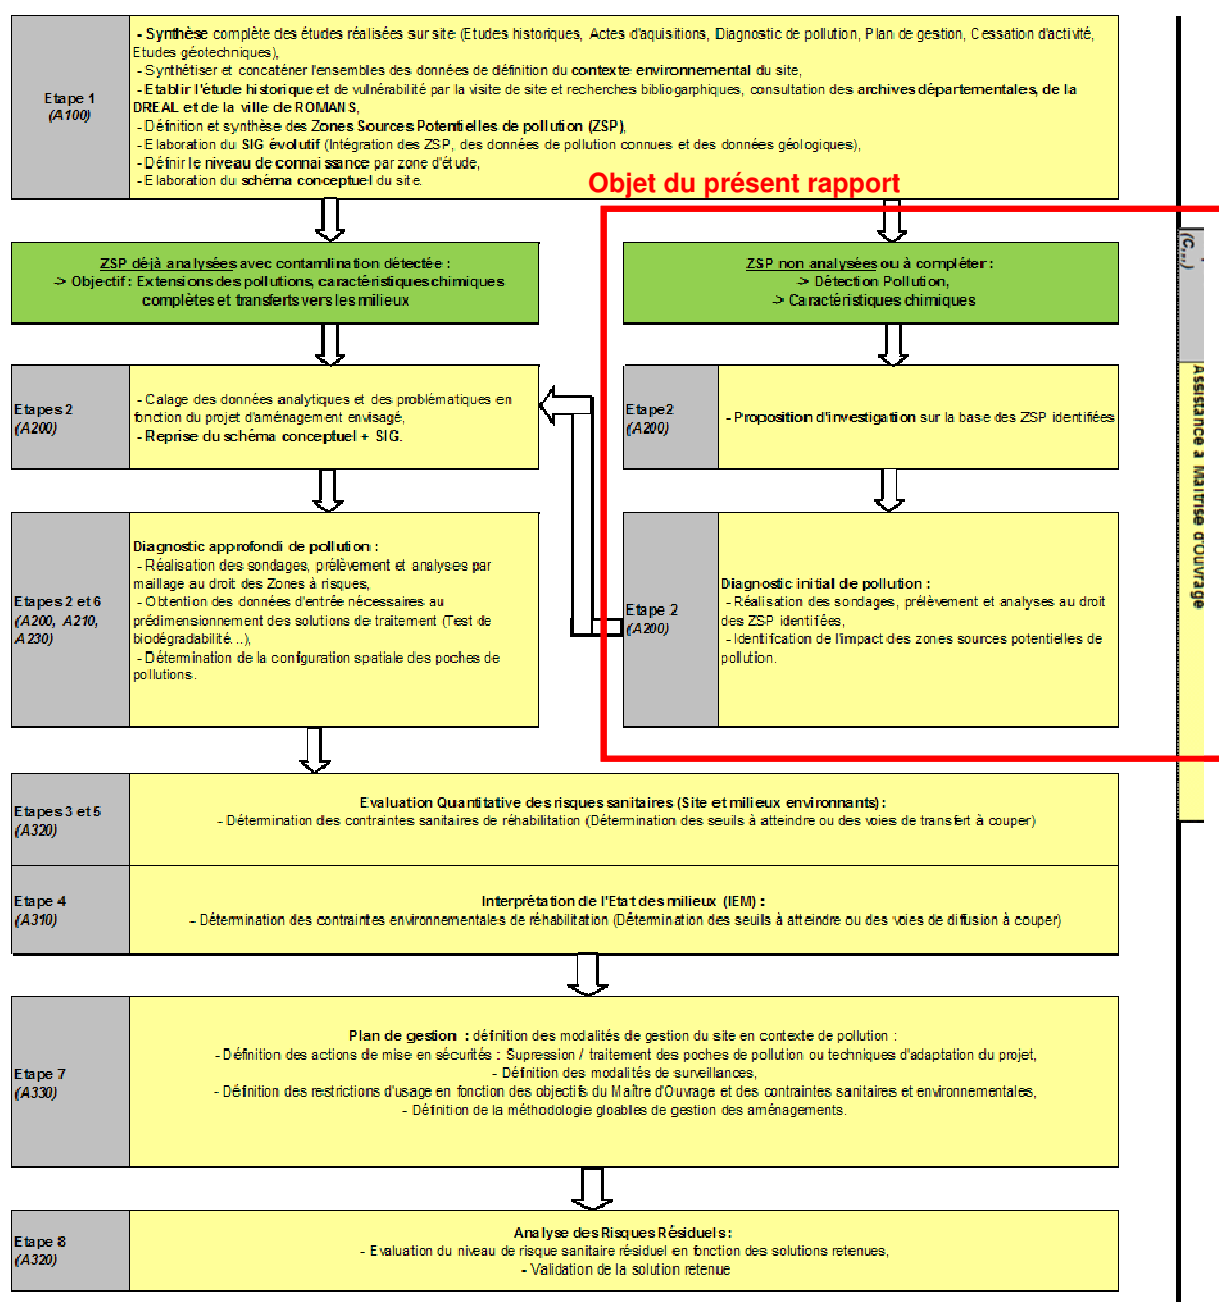 Etape 1
(A100)
- Synthèse complète des études réalisées sur site (Etudes historiques, Actes d'aquisitions, Diagnostic de pollution, Plan de gestion, Cessation d'activité,
Etudes géotechniques),
- Synthétiser et concaténer l'ensembles des données de définition du contexte environnemental du site,
- Etablir l'étude historique et de vulnérabilité par la visite de site et recherches bibliogarphiques, consultation des archives départementales, de la
DREAL et de la ville de ROMANS,
- Définition et synthèse des Zones Sources Potentielles de pollution (ZSP),
- Elaboration du SIG évolutif (Intégration des ZSP, des données de pollution connues et des données géologiques),
- Définir le niveau de connaissance par zone d'étude,
- Elaboration du schéma conceptuel du site.
Objet du présent rapport
ZSP déjà analysées avec contamlination détectée :
-> Objectif : Extensions des pollutions, caractéristiques chimiques
complètes et transferts vers les milieux
ZSP non analysées ou à compléter :
-> Détection Pollution,
-> Caractéristiques chimiques
Etapes 2
(A200)
- Calage des données analytiques et des problématiques en
fonction du projet d'aménagement envisagé,
- Reprise du schéma conceptuel + SIG.
Etape2
(A200)
- Proposition d'investigation sur la base des ZSP identifiées
Etapes 2 et 6
(A200, A210,
A230)
Diagnostic approfondi de pollution :
- Réalisation des sondages, prélèvement et analyses par
maillage au droit des Zones à risques,
- Obtention des données d'entrée nécessaires au
prédimensionnement des solutions de traitement (Test de
biodégradabilité...),
- Détermination de la configuration spatiale des poches de
pollutions.
Etape 2
(A200)
Diagnostic initial de pollution :
- Réalisation des sondages, prélèvement et analyses au droit
des ZSP identifiées,
- Identifcation de l'impact des zones sources potentielles de
pollution.
Etapes 3 et 5
(A320)
Evaluation Quantitative des risques sanitaires (Site et milieux environnants) :
- Détermination des contraintes sanitaires de réhabilitation (Détermination des seuils à atteindre ou des voies de transfert à couper)
Etape 4
(A310)
Interprétation de l'Etat des milieux (IEM) :
- Détermination des contraintes environnementales de réhabilitation (Détermination des seuils à atteindre ou des voies de diffusion à couper)
Etape 7
(A330)
Plan de gestion : définition des modalités de gestion du site en contexte de pollution :
- Définition des actions de mise en sécurités : Supression / traitement des poches de pollution ou techniques d'adaptation du projet,
- Définition des modalités de surveillances,
- Définition des restrictions d'usage en fonction des objectifs du Maître d'Ouvrage et des contraintes sanitaires et environnementales,
- Définition de la méthodologie gloables de gestion des aménagements.
Etape 8
(A320)
Analyse des Risques Résiduels :
- Evaluation du niveau de risque sanitaire résiduel en fonction des solutions retenues,
- Validation de la solution retenue
(C...)
Assistance à Maîtrise d'Ouvrage